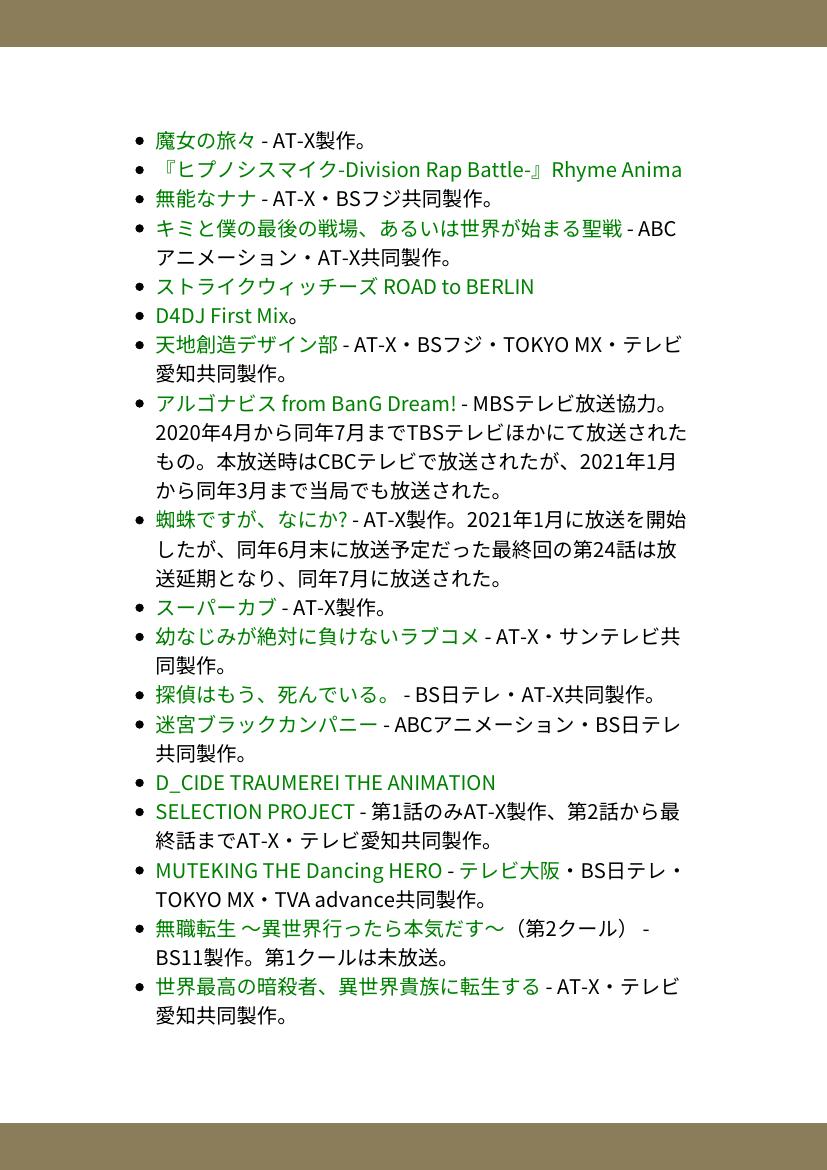 • 魔女の旅々 - AT-X製作。
• 『ヒプノシスマイク-Division Rap Battle-』Rhyme Anima
• 無能なナナ - AT-X・BSフジ共同製作。
• キミと僕の最後の戦場、あるいは世界が始まる聖戦 - ABC
アニメーション・AT-X共同製作。
• ストライクウィッチーズ ROAD to BERLIN
• D4DJ First Mix。
• 天地創造デザイン部 - AT-X・BSフジ・TOKYO MX・テレビ
愛知共同製作。
• アルゴナビス from BanG Dream! - MBSテレビ放送協力。
2020年4月から同年7月までTBSテレビほかにて放送された
もの。本放送時はCBCテレビで放送されたが、2021年1月
から同年3月まで当局でも放送された。
• 蜘蛛ですが、なにか? - AT-X製作。2021年1月に放送を開始
したが、同年6月末に放送予定だった最終回の第24話は放
送延期となり、同年7月に放送された。
• スーパーカブ - AT-X製作。
• 幼なじみが絶対に負けないラブコメ - AT-X・サンテレビ共
同製作。
• 探偵はもう、死んでいる。 - BS日テレ・AT-X共同製作。
• 迷宮ブラックカンパニー - ABCアニメーション・BS日テレ
共同製作。
• D_CIDE TRAUMEREI THE ANIMATION
• SELECTION PROJECT - 第1話のみAT-X製作、第2話から最
終話までAT-X・テレビ愛知共同製作。
• MUTEKING THE Dancing HERO - テレビ大阪・BS日テレ・
TOKYO MX・TVA advance共同製作。
• 無職転生 〜異世界行ったら本気だす〜（第2クール） -
BS11製作。第1クールは未放送。
• 世界最高の暗殺者、異世界貴族に転生する - AT-X・テレビ
愛知共同製作。